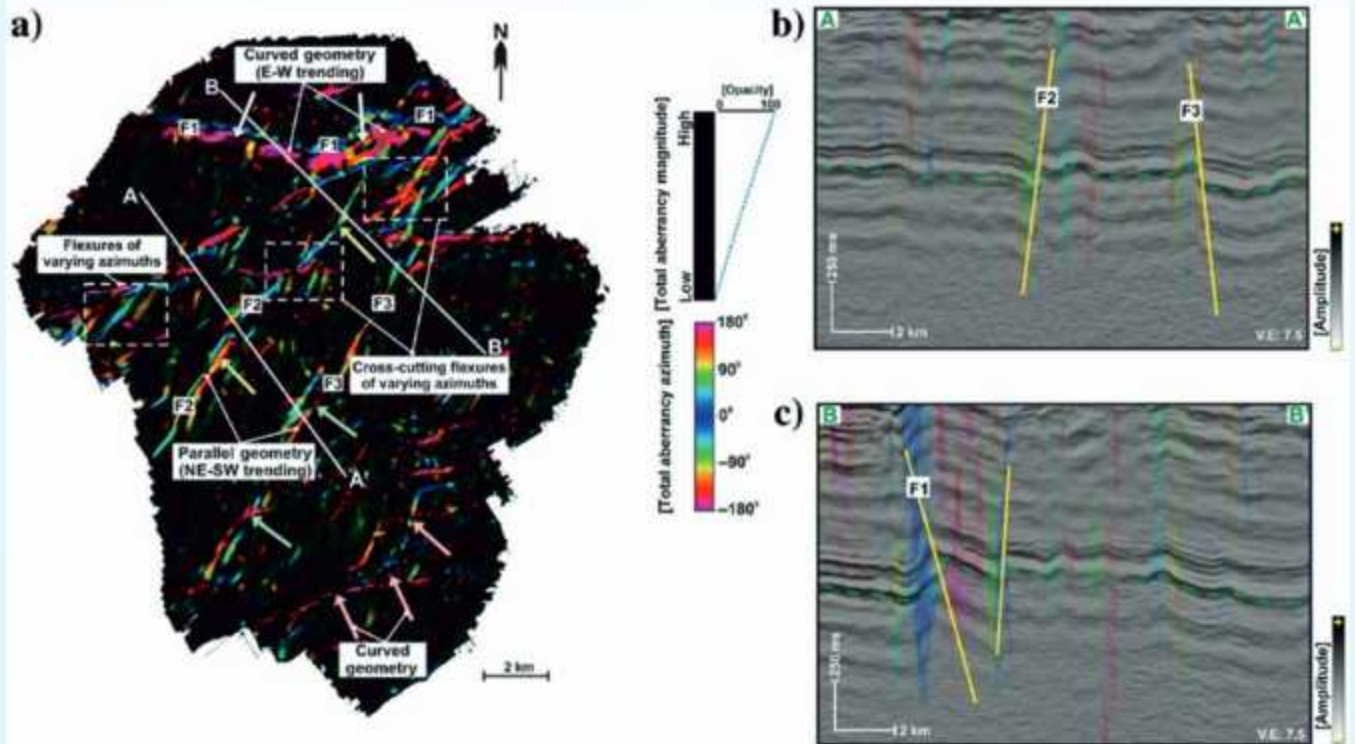 a)
N
Curved geometry
(E-W trending)
B
F1
F1
F1
A
Flexures of
varying azimuths
F2
F3
B'
Cross-cutting flexures
of varying azimuths
F3
F2
Parallel geometry
(NE-SW trending)
A'
Curved
geometry
2 km
[Opacity]
0 100
[Total aberrancy magnitude]
High
Low
[Total aberrancy azimuth]
180°
90°
0°
−90°
−180°
b)
A A'
F2
F3
250 ms
2 km
V.E: 7.5
[Amplitude]
+
c)
B B'
F1
250 ms
2 km
V.E: 7.5
[Amplitude]
+